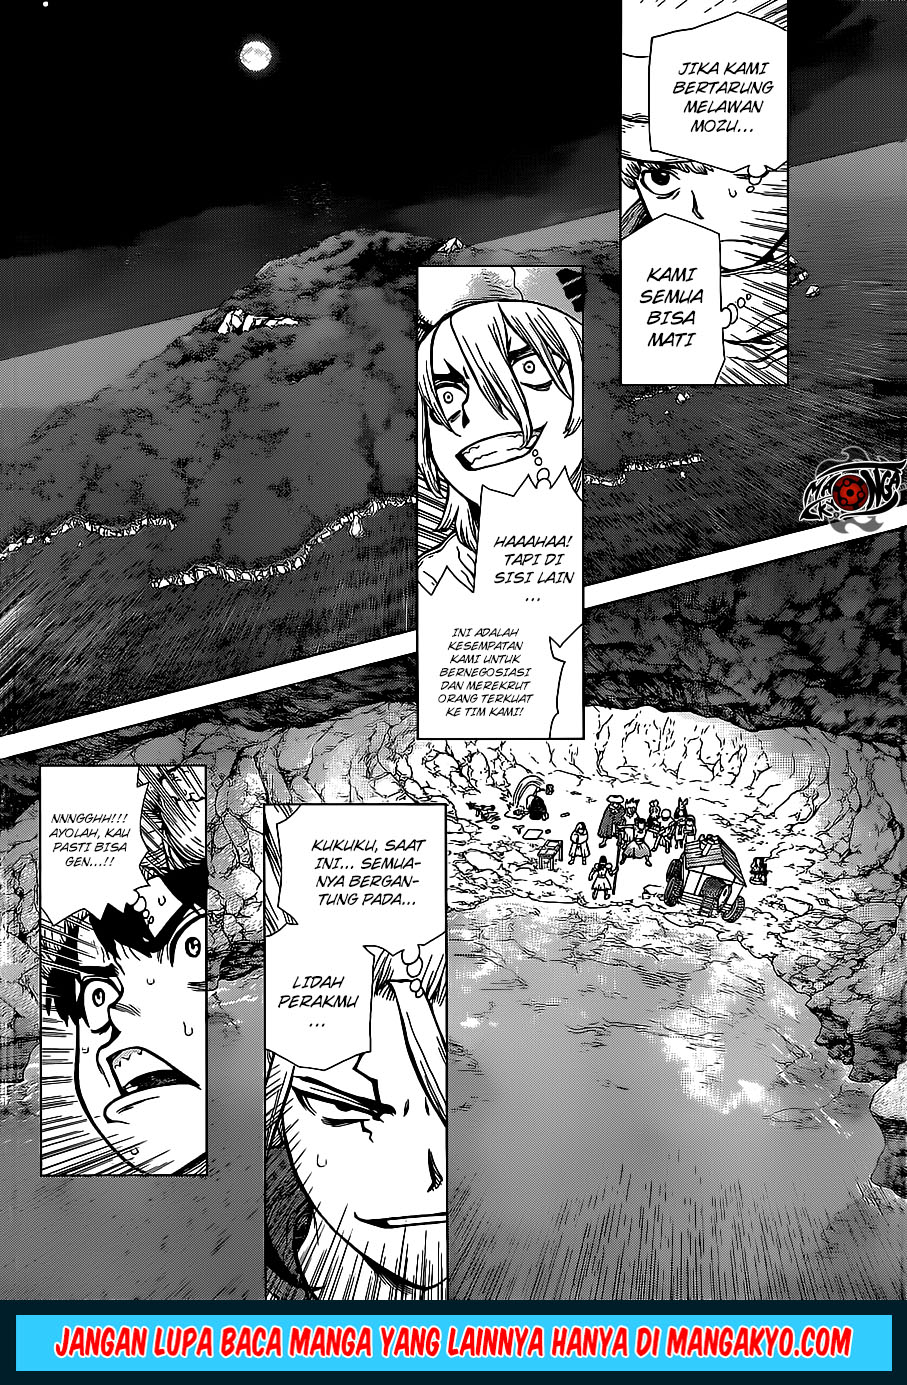 JIKA KAMI
BERTARUNG
MELAWAN
MOZU...
KAMI
SEMUA
BISA
MATI
HAAAHAA!
TAPI DI
SISI LAIN
...
INI ADALAH
KESEMPATAN
KAMI UNTUK
BERNEGOSIASI
DAN MEREKRUT
ORANG TERKUAT
KE TIM KAMI!
KUKUKU, SAAT
INI... SEMUA-
NYA BERGAN-
TUNG PADA...
LIDAH
PERAKMU
...
NNNGGHH!!!
AYOLAH, KAU
PASTI BISA
GEN...!!
JANGAN LUPA BACA MANGA YANG LAINNYA HANYA DI MANGAKYO.COM